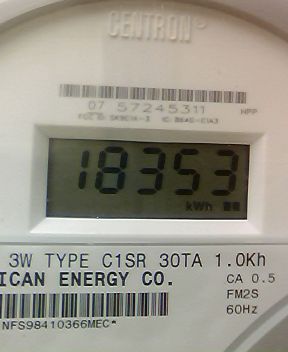 CENTRON®
07 57245311 NPP
18353
kWh
3W TYPE C1SR 30TA 1.0Kh
ICAN ENERGY CO. CA 0.5
FM2S
60Hz
NFS98410366MEC*